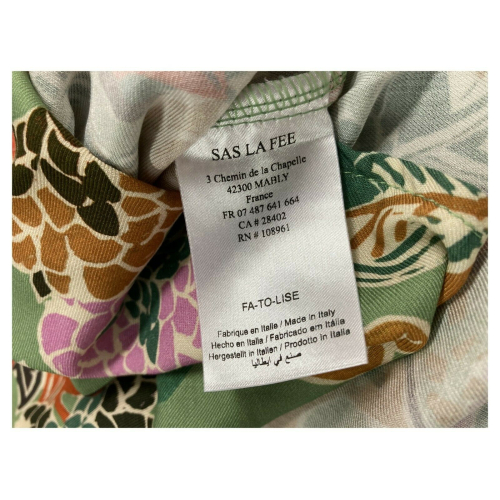 SAS LA FEE
3 Chemin de la Chapelle
42300 MABLY
France
FR 07 487 641 664
CA # 28402
RN # 108961
FA-TO-LISE
Fabrique en Italie / Made in Italy
Hecho en Italia / Fabricado em Itália
Hergestellt in Italien / Prodotto in Italia
صنع في ايطاليا